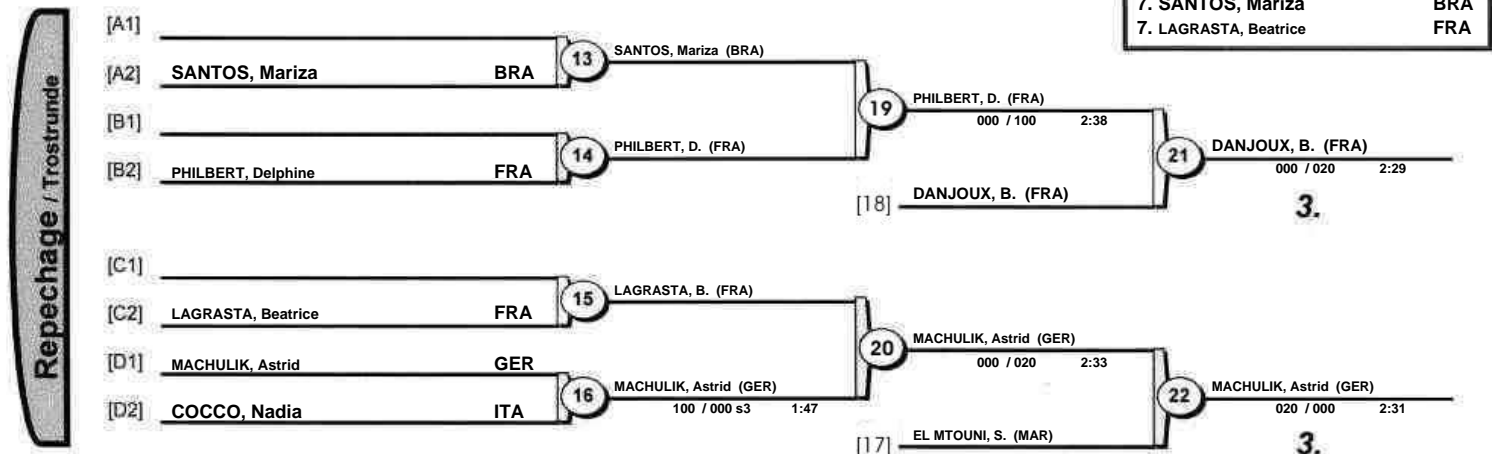 7. SANTOS, Mariza BRA
7. LAGRASTA, Beatrice FRA
Repechage / Trostrunde
[A1]
[A2] SANTOS, Mariza BRA
13 SANTOS, Mariza (BRA)
[B1]
[B2] PHILBERT, Delphine FRA
14 PHILBERT, D. (FRA)
19 PHILBERT, D. (FRA)
000 / 100 2:38
[18] DANJOUX, B. (FRA)
21 DANJOUX, B. (FRA)
000 / 020 2:29
3.
[C1]
[C2] LAGRASTA, Beatrice FRA
15 LAGRASTA, B. (FRA)
[D1] MACHULIK, Astrid GER
[D2] COCCO, Nadia ITA
16 MACHULIK, Astrid (GER)
100 / 000 s3 1:47
20 MACHULIK, Astrid (GER)
000 / 020 2:33
[17] EL MTOUNI, S. (MAR)
22 MACHULIK, Astrid (GER)
020 / 000 2:31
3.